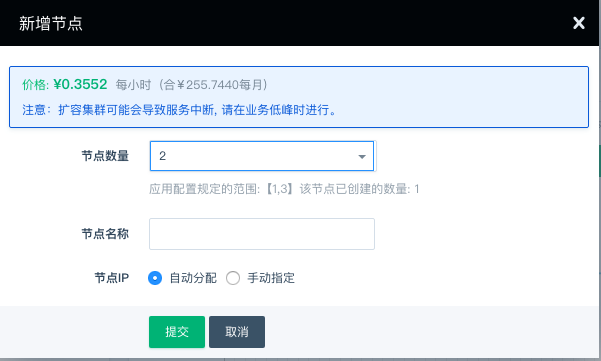 新增节点
价格: ¥0.3552 每小时 (合￥255.7440每月)
注意: 扩容集群可能会导致服务中断, 请在业务低峰时进行。
节点数量 2
应用配置规定的范围:【1,3】该节点已创建的数量: 1
节点名称
节点IP 自动分配 手动指定
提交 取消